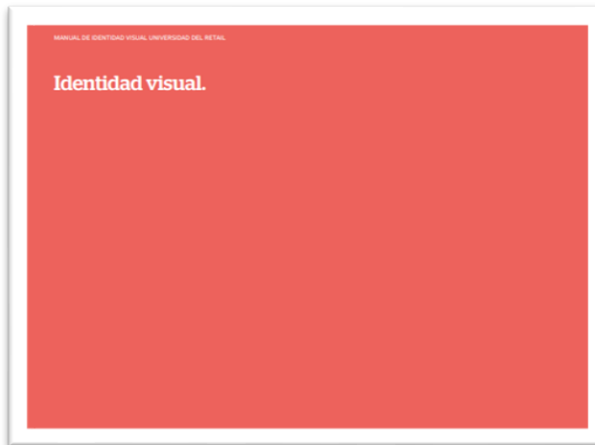 MANUAL DE IDENTIDAD VISUAL UNIVERSIDAD DEL RETAIL
Identidad visual.